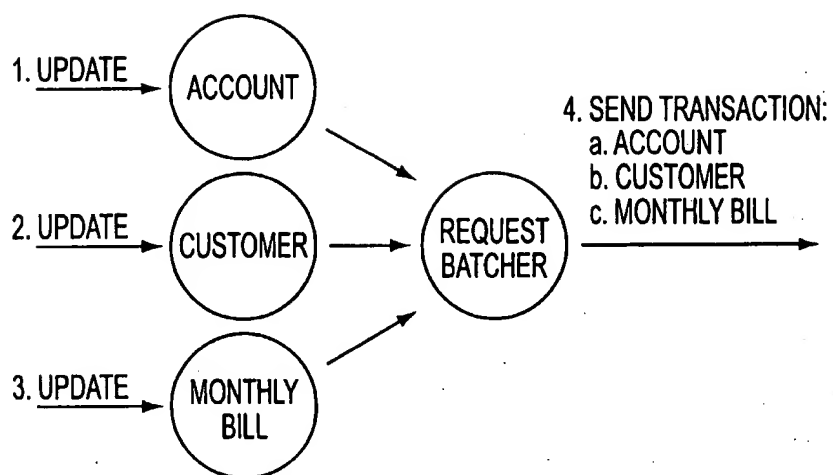 1. UPDATE
ACCOUNT
2. UPDATE
CUSTOMER
3. UPDATE
MONTHLY
BILL
REQUEST
BATCHER
4. SEND TRANSACTION:
a. ACCOUNT
b. CUSTOMER
c. MONTHLY BILL